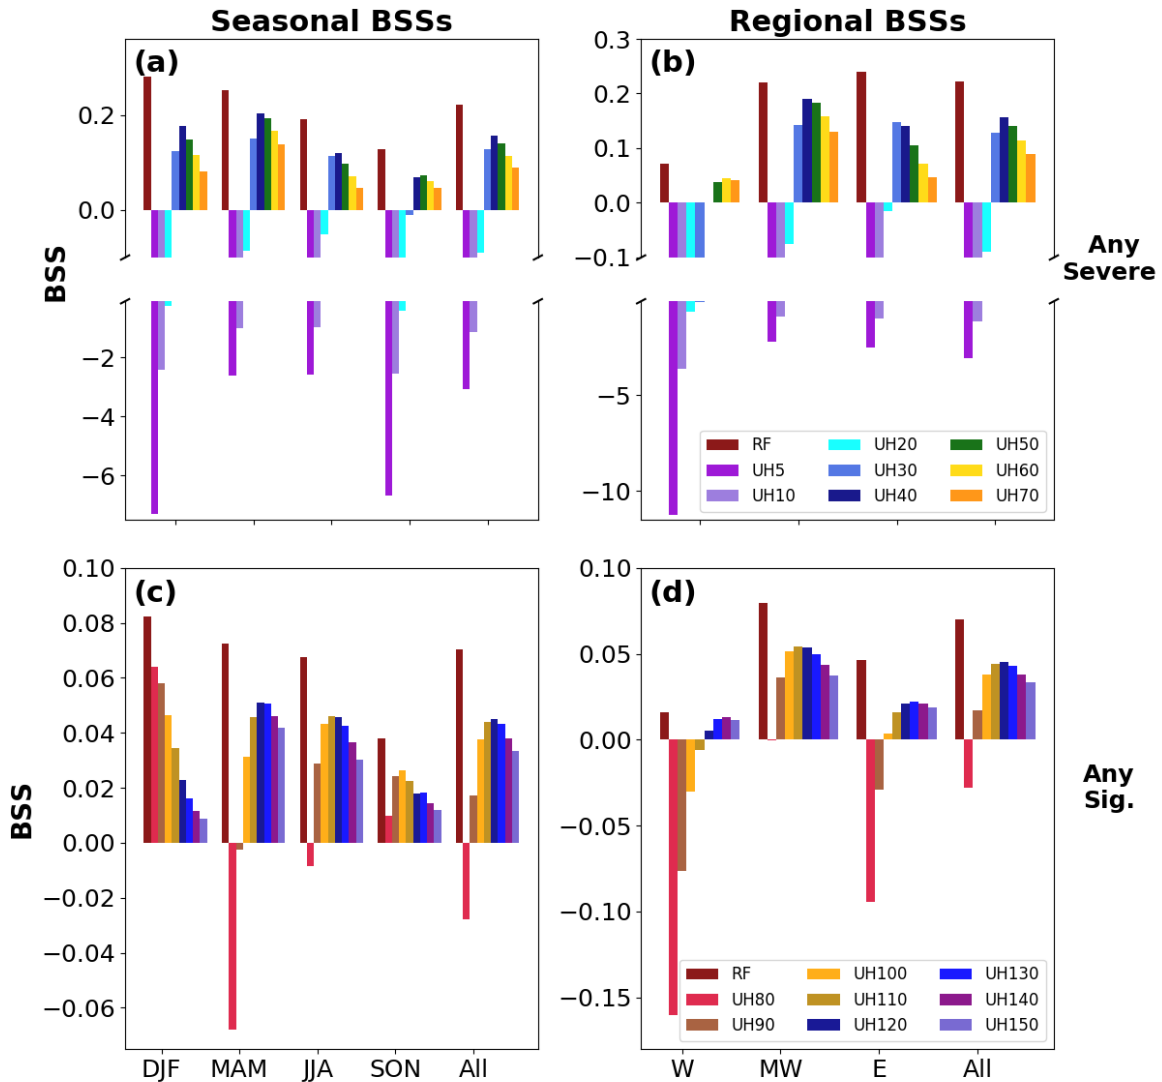 Seasonal BSSs
Regional BSSs
(a)
0.2
0.0
−2
−4
−6
BSS
(b)
0.3
0.2
0.1
0.0
−0.1
−5
−10
RF UH20 UH50
UH5 UH30 UH60
UH10 UH40 UH70
Any
Severe
(c)
0.10
0.08
0.06
0.04
0.02
0.00
−0.02
−0.04
−0.06
BSS
DJF MAM JJA SON All
(d)
0.10
0.05
0.00
−0.05
−0.10
−0.15
RF UH100 UH130
UH80 UH110 UH140
UH90 UH120 UH150
W MW E All
Any
Sig.